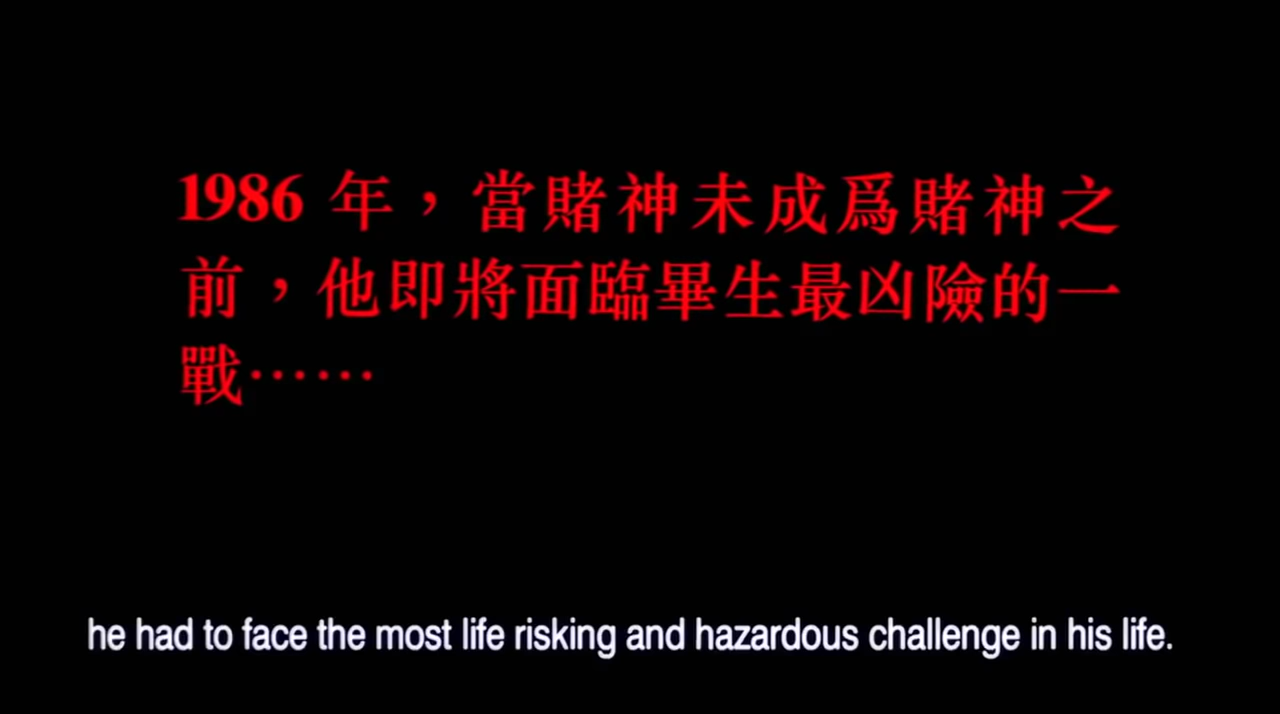 1986 年，當賭神未成爲賭神之
前，他即將面臨畢生最凶險的一
戰……
he had to face the most life risking and hazardous challenge in his life.